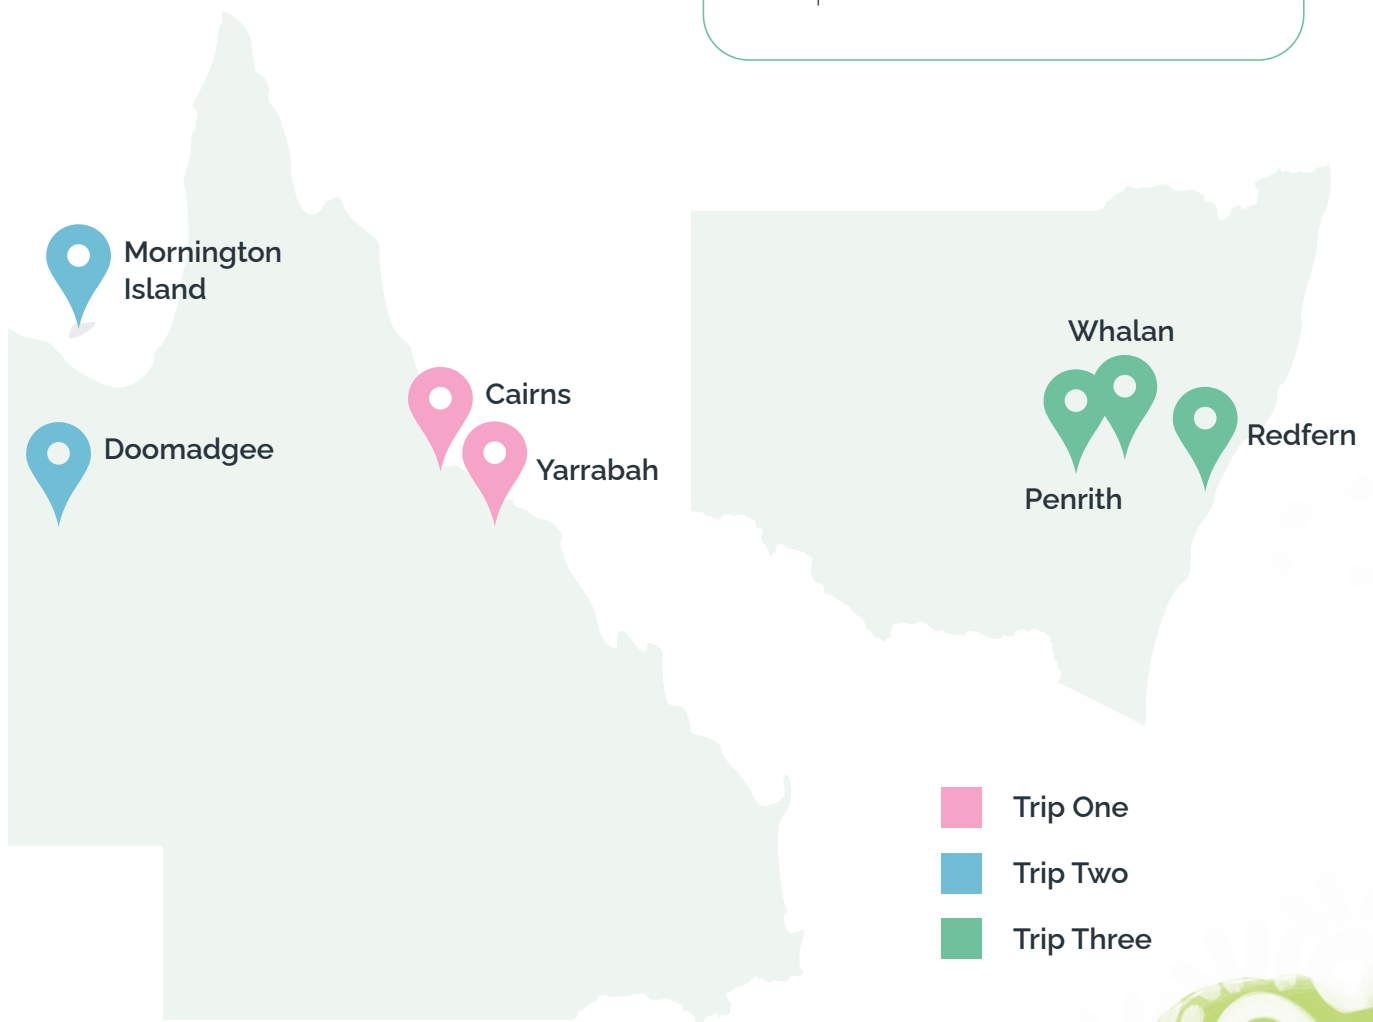 Mornington
Island
Doomadgee
Cairns
Yarrabah
Whalan
Redfern
Penrith
Trip One
Trip Two
Trip Three